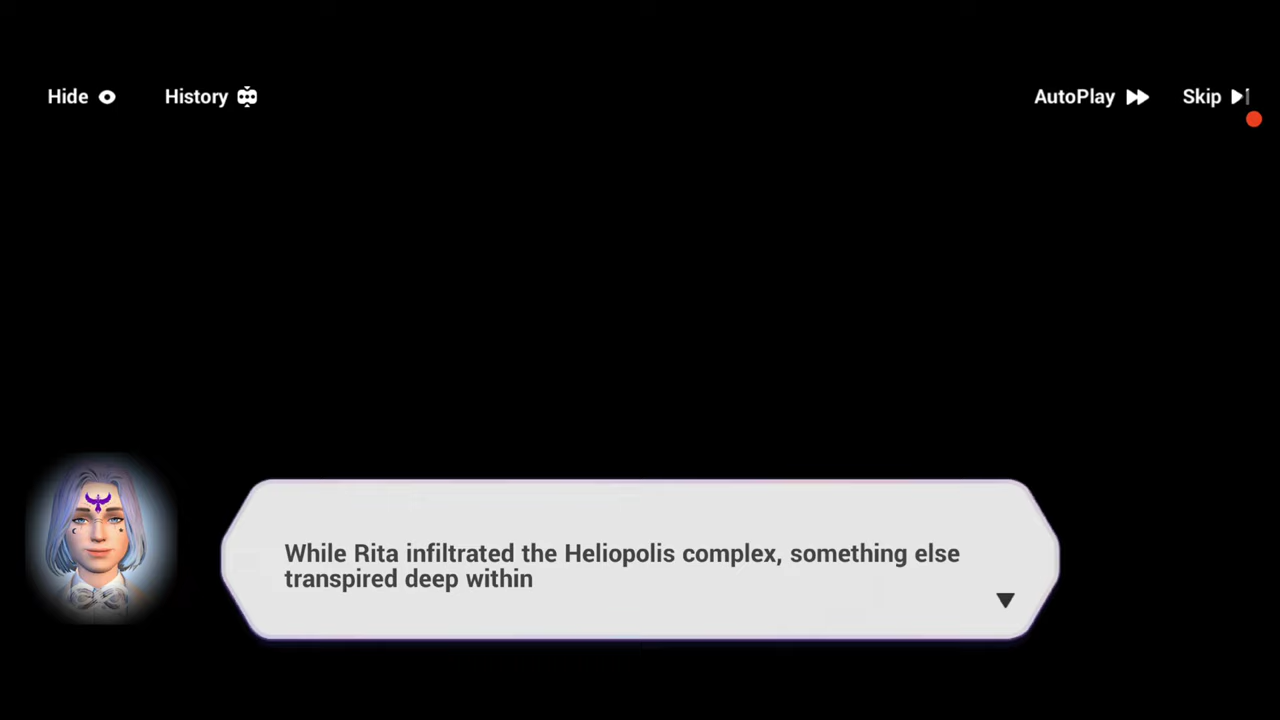 Hide
History
AutoPlay
Skip
While Rita infiltrated the Heliopolis complex, something else
transpired deep within